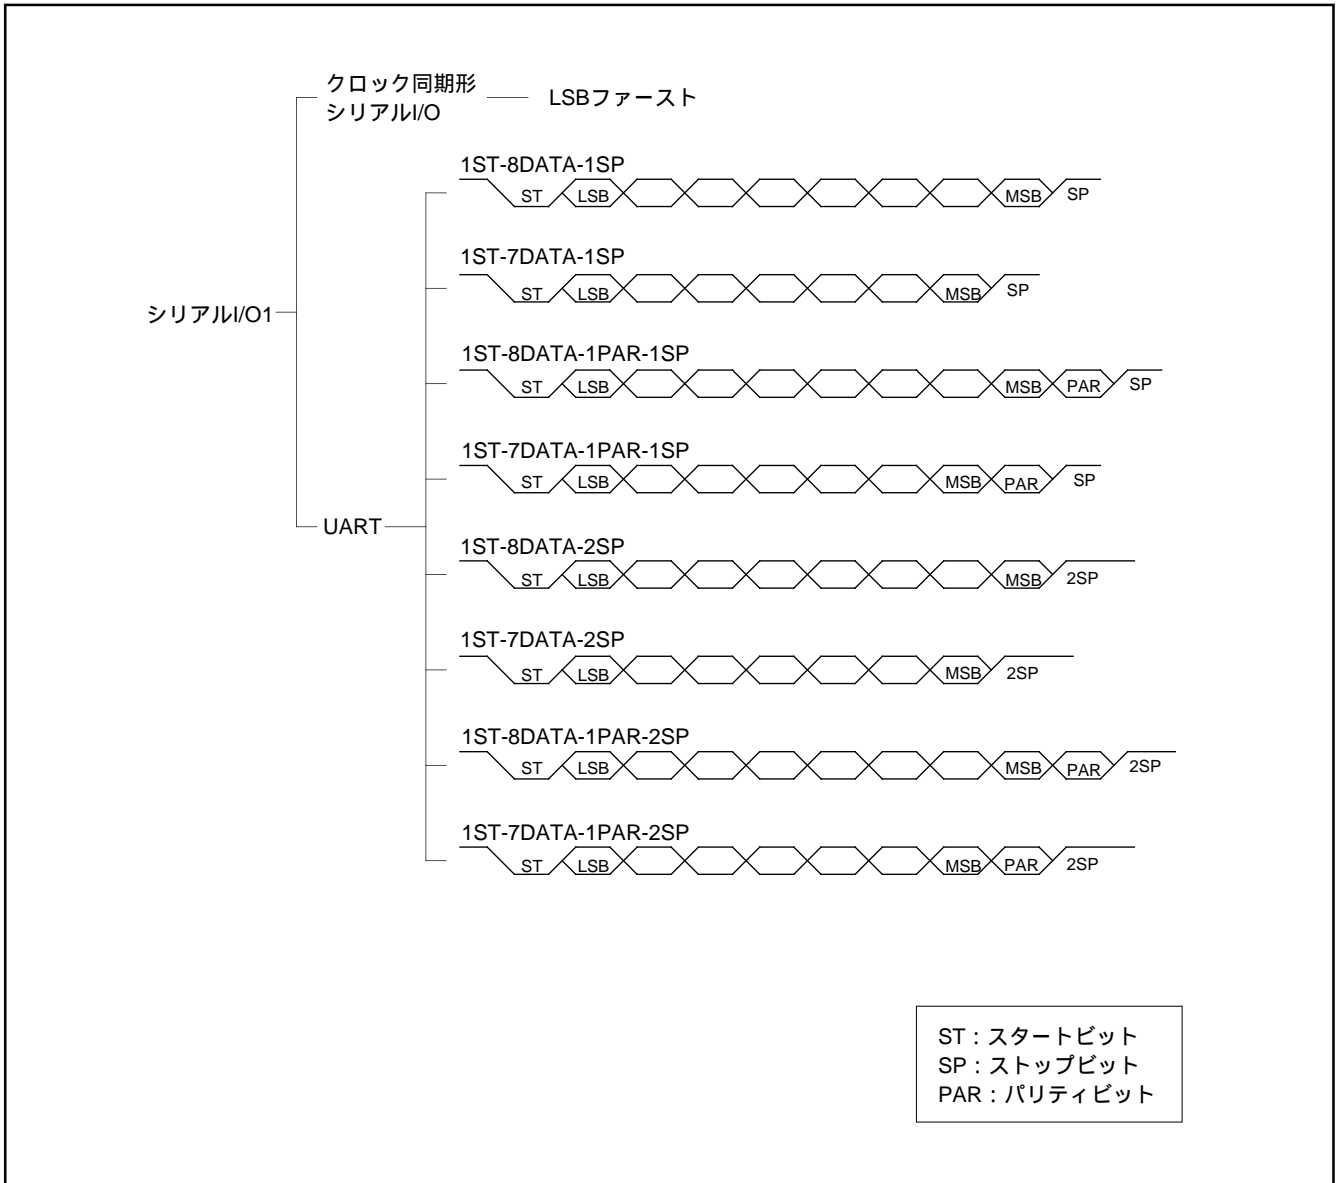 クロック同期形
シリアルI/O
LSBファースト
1ST-8DATA-1SP
ST LSB MSB SP
1ST-7DATA-1SP
ST LSB MSB SP
シリアルI/O1
1ST-8DATA-1PAR-1SP
ST LSB MSB PAR SP
1ST-7DATA-1PAR-1SP
ST LSB MSB PAR SP
UART
1ST-8DATA-2SP
ST LSB MSB 2SP
1ST-7DATA-2SP
ST LSB MSB 2SP
1ST-8DATA-1PAR-2SP
ST LSB MSB PAR 2SP
1ST-7DATA-1PAR-2SP
ST LSB MSB PAR 2SP
ST：スタートビット
SP：ストップビット
PAR：パリティビット